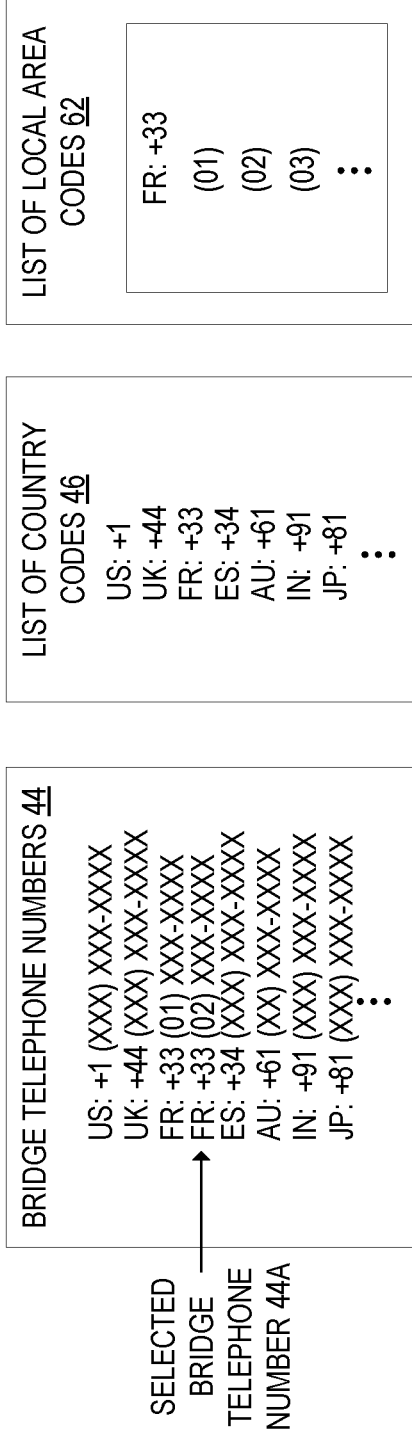 SELECTED
BRIDGE
TELEPHONE
NUMBER 44A
BRIDGE TELEPHONE NUMBERS 44
US: +1 (XXX) XXX-XXXX
UK: +44 (XXX) XXX-XXXX
FR: +33 (01) XXX-XXXX
FR: +33 (02) XXX-XXXX
ES: +34 (XXX) XXX-XXXX
AU: +61 (XX) XXX-XXXX
IN: +91 (XXX) XXX-XXXX
JP: +81 (XXX) XXX-XXXX
LIST OF COUNTRY
CODES 46
US: +1
UK: +44
FR: +33
ES: +34
AU: +61
IN: +91
JP: +81
LIST OF LOCAL AREA
CODES 62
FR: +33
(01)
(02)
(03)